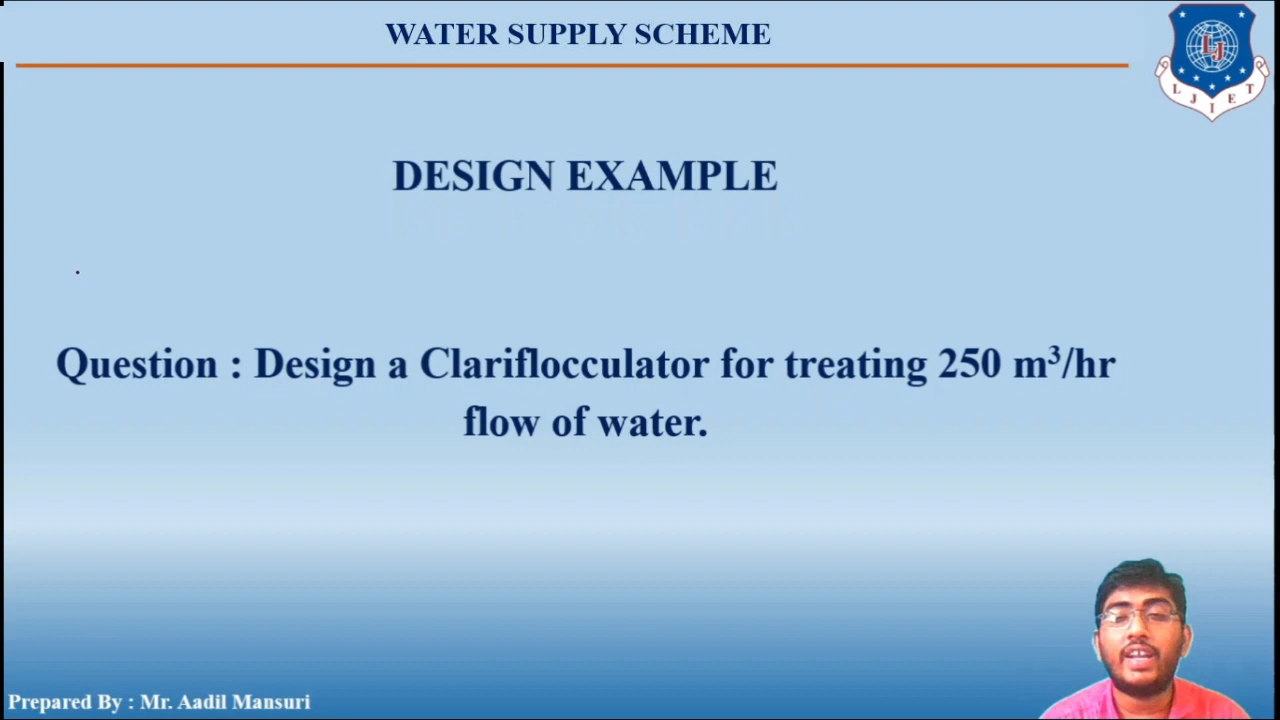 WATER SUPPLY SCHEME
LJ
L J I E T
DESIGN EXAMPLE
Question : Design a Clariflocculator for treating 250 m³/hr
flow of water.
Prepared By : Mr. Aadil Mansuri